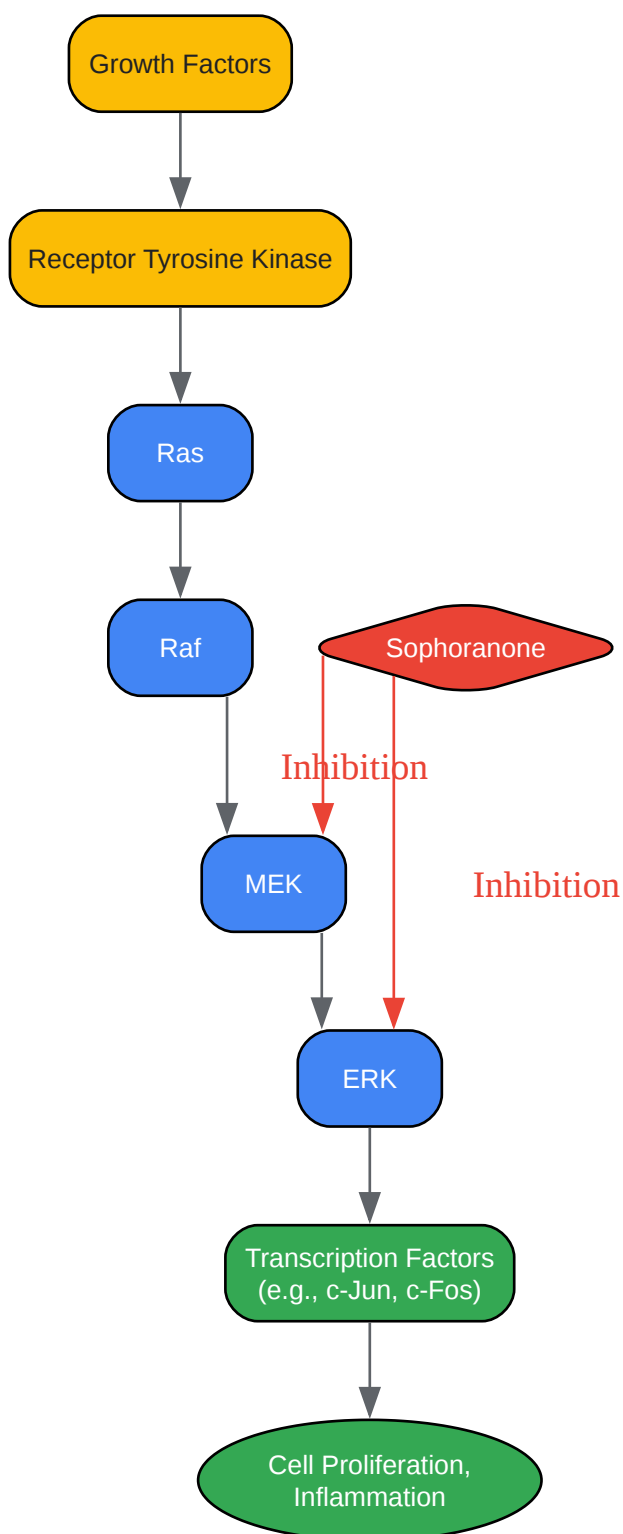 Growth Factors
Receptor Tyrosine Kinase
Ras
Raf
Sophoranone
Inhibition
MEK
Inhibition
ERK
Transcription Factors
(e.g., c-Jun, c-Fos)
Cell Proliferation,
Inflammation